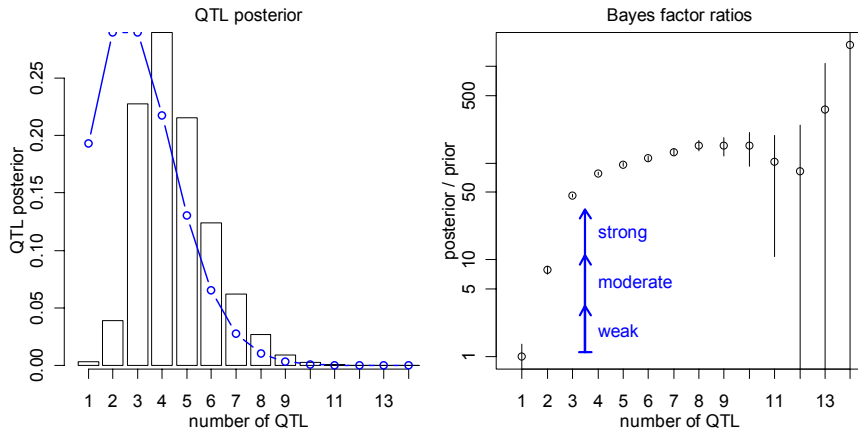 QTL posterior
QTL posterior
0.00 0.05 0.10 0.15 0.20 0.25
1 2 3 4 5 6 7 8 9 11 13
number of QTL
Bayes factor ratios
posterior / prior
1 5 10 50 500
strong
moderate
weak
1 2 3 4 5 6 7 8 9 11 13
number of QTL